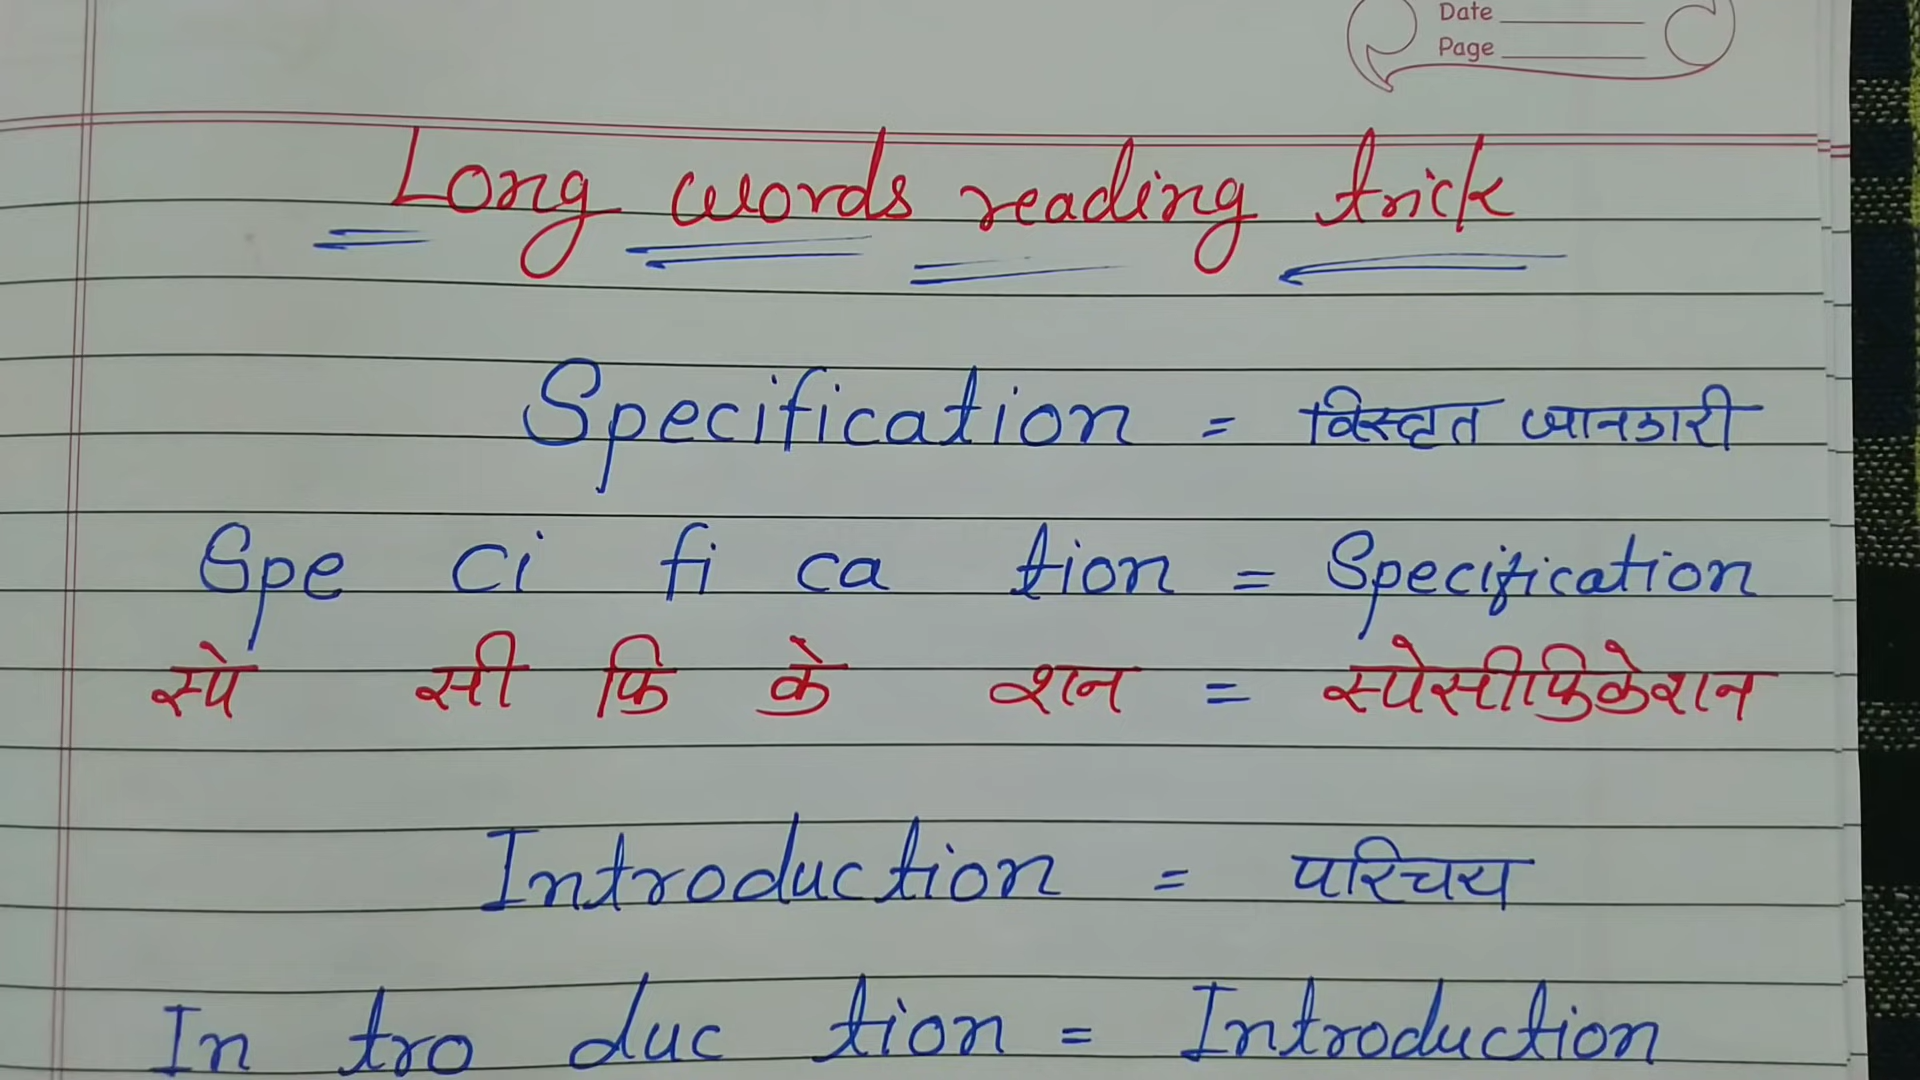 Date
Page
Long words reading trick
Specification = विस्तृत जानकारी
Spe ci fi ca tion = Specification
स्पे सी फि के शन = स्पेसीफिकेशन
Introduction = परिचय
In tro duc tion = Introduction